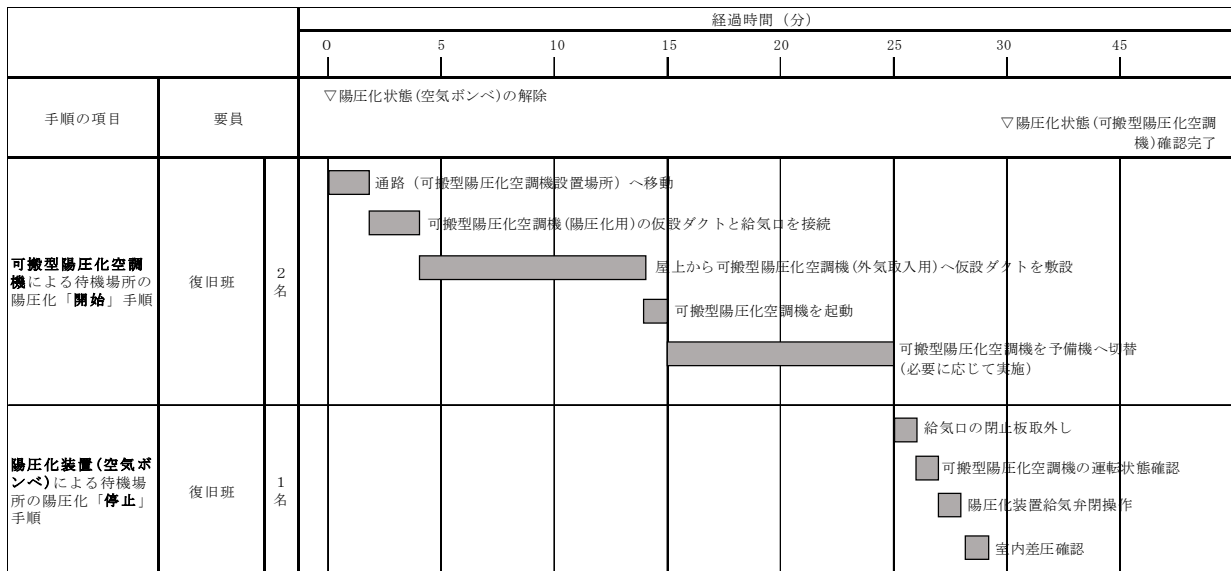 経過時間（分）
0 5 10 15 20 25 30 45
手順の項目
要員
▽陽圧化状態(空気ボンベ)の解除
▽陽圧化状態(可搬型陽圧化空調
機)確認完了
可搬型陽圧化空調
機による待機場所の
陽圧化「開始」手順
復旧班
2
名
通路（可搬型陽圧化空調機設置場所）へ移動
可搬型陽圧化空調機(陽圧化用)の仮設ダクトと給気口を接続
屋上から可搬型陽圧化空調機(外気取入用)へ仮設ダクトを敷設
可搬型陽圧化空調機を起動
可搬型陽圧化空調機を予備機へ切替
(必要に応じて実施)
陽圧化装置(空気ボ
ンベ)による待機場
所の陽圧化「停止」
手順
復旧班
1
名
給気口の閉止板取外し
可搬型陽圧化空調機の運転状態確認
陽圧化装置給気弁閉操作
室内差圧確認